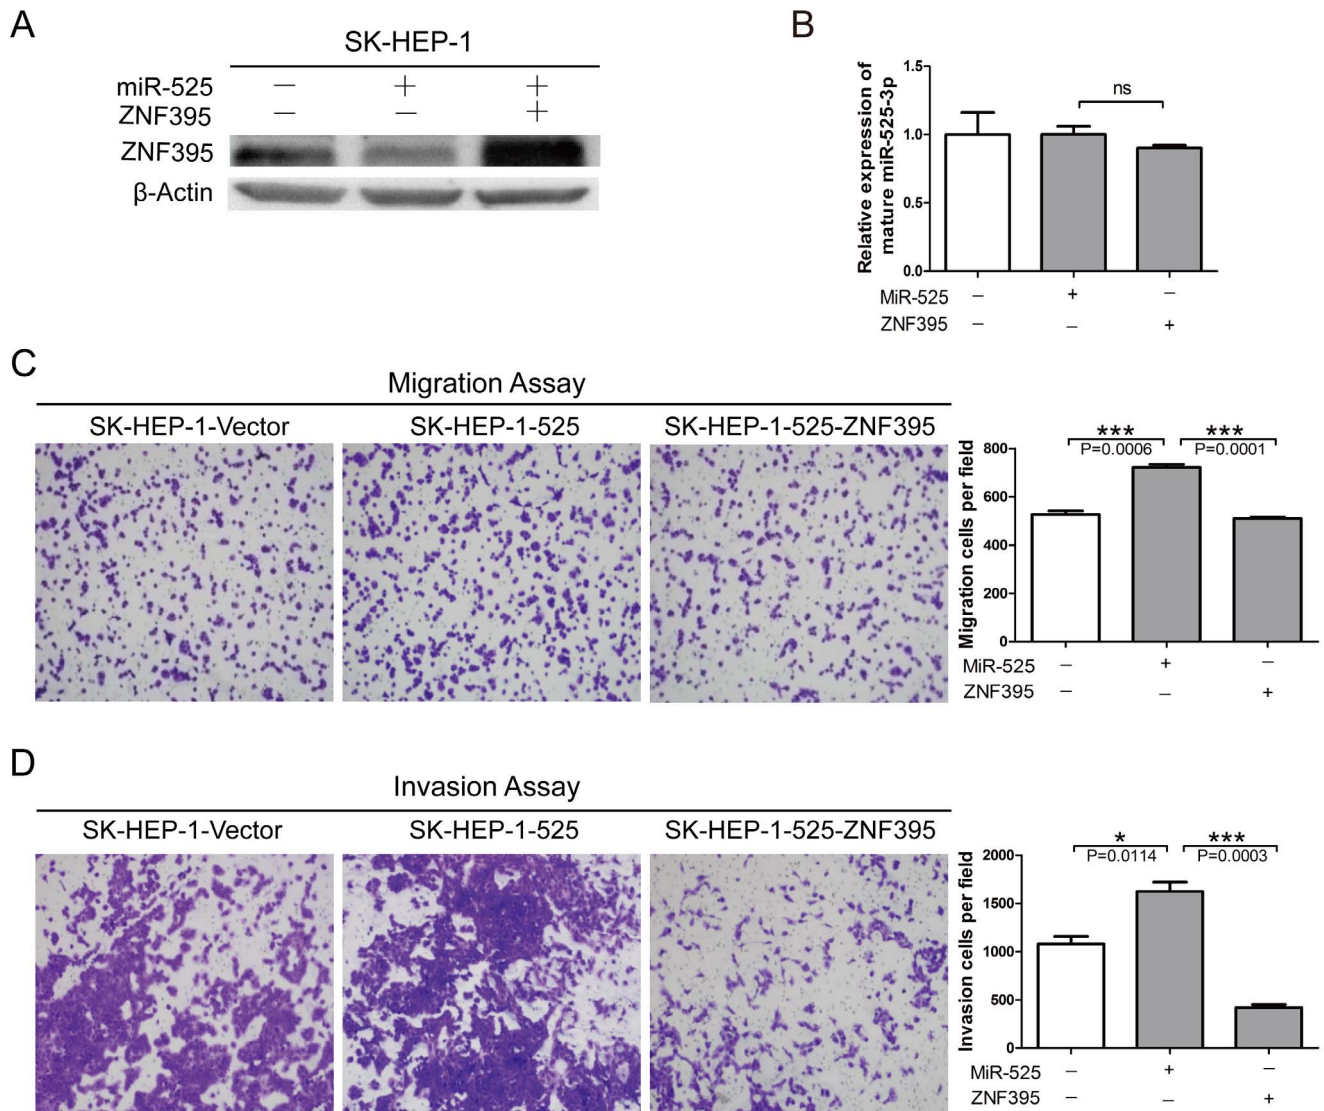 A
SK-HEP-1
miR-525 — + +
ZNF395 — — +
ZNF395
β-Actin
B
Relative expression of
mature miR-525-3p
1.5
1.0
0.5
0.0
ns
MiR-525 – + –
ZNF395 – – +
C
Migration Assay
SK-HEP-1-Vector SK-HEP-1-525 SK-HEP-1-525-ZNF395
Migration cells per field
800
600
400
200
0
*** ***
P=0.0006 P=0.0001
MiR-525 – + –
ZNF395 – – +
D
Invasion Assay
SK-HEP-1-Vector SK-HEP-1-525 SK-HEP-1-525-ZNF395
Invasion cells per field
2000
1500
1000
500
0
* ***
P=0.0114 P=0.0003
MiR-525 – + –
ZNF395 – – +